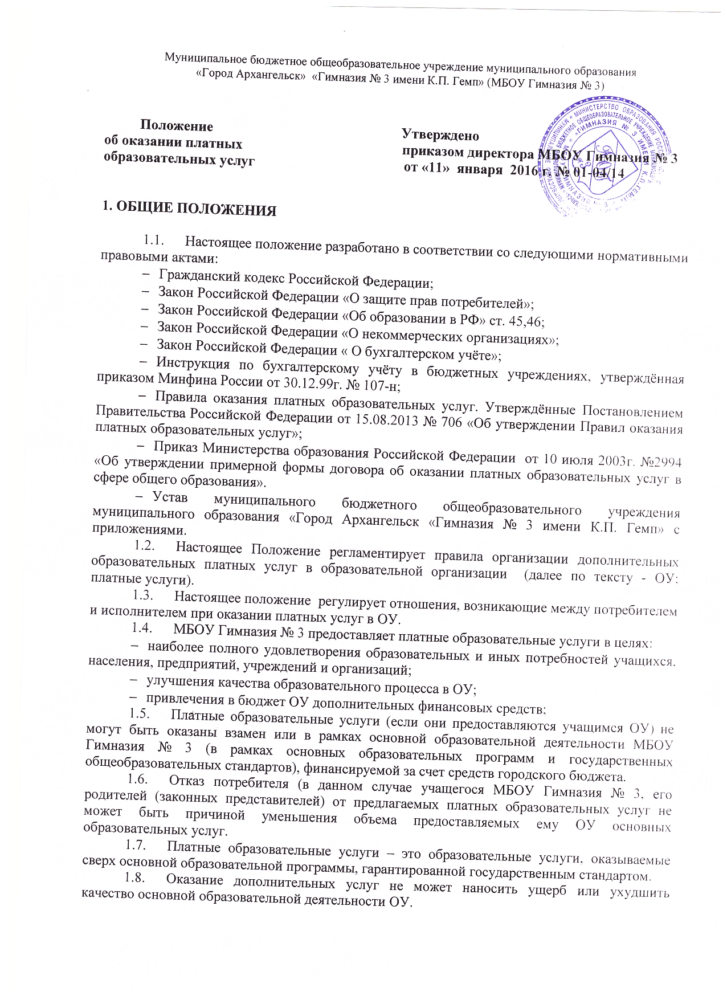 Муниципальное бюджетное общеобразовательное учреждение муниципального образования
«Город Архангельск»  «Гимназия № 3 имени К.П. Гемп» (МБОУ Гимназия № 3)
Положение
об оказании платных
образовательных услуг
Утверждено
приказом директора МБОУ Гимназия № 3
от «11»  января  2016 г. № 01-04/14
1. ОБЩИЕ ПОЛОЖЕНИЯ
1.1. Настоящее положение разработано в соответствии со следующими нормативными
правовыми актами:
– Гражданский кодекс Российской Федерации;
– Закон Российской Федерации «О защите прав потребителей»;
– Закон Российской Федерации «Об образовании в РФ» ст. 45,46;
– Закон Российской Федерации «О некоммерческих организациях»;
– Закон Российской Федерации « О бухгалтерском учёте»;
– Инструкция по бухгалтерскому учёту в бюджетных учреждениях, утверждённая
приказом Минфина России от 30.12.99г. № 107-н;
– Правила оказания платных образовательных услуг. Утверждённые Постановлением
Правительства Российской Федерации от 15.08.2013 № 706 «Об утверждении Правил оказания
платных образовательных услуг»;
– Приказ Министерства образования Российской Федерации  от 10 июля 2003г. №2994
«Об утверждении примерной формы договора об оказании платных образовательных услуг в
сфере общего образования».
– Устав муниципального бюджетного общеобразовательного учреждения
муниципального образования «Город Архангельск «Гимназия № 3 имени К.П. Гемп» с
приложениями.
1.2. Настоящее Положение регламентирует правила организации дополнительных
образовательных платных услуг в образовательной организации  (далее по тексту - ОУ;
платные услуги).
1.3. Настоящее положение  регулирует отношения, возникающие между потребителем
и исполнителем при оказании платных услуг в ОУ.
1.4. МБОУ Гимназия № 3 предоставляет платные образовательные услуги в целях:
– наиболее полного удовлетворения образовательных и иных потребностей учащихся,
населения, предприятий, учреждений и организаций;
– улучшения качества образовательного процесса в ОУ;
– привлечения в бюджет ОУ дополнительных финансовых средств;
1.5. Платные образовательные услуги (если они предоставляются учащимся ОУ) не
могут быть оказаны взамен или в рамках основной образовательной деятельности МБОУ
Гимназия № 3 (в рамках основных образовательных программ и государственных
общеобразовательных стандартов), финансируемой за счет средств городского бюджета.
1.6. Отказ потребителя (в данном случае учащегося МБОУ Гимназия № 3, его
родителей (законных представителей) от предлагаемых платных образовательных услуг не
может быть причиной уменьшения объема предоставляемых ему ОУ основных
образовательных услуг.
1.7. Платные образовательные услуги – это образовательные услуги, оказываемые
сверх основной образовательной программы, гарантированной государственным стандартом.
1.8. Оказание дополнительных услуг не может наносить ущерб или ухудшить
качество основной образовательной деятельности ОУ.